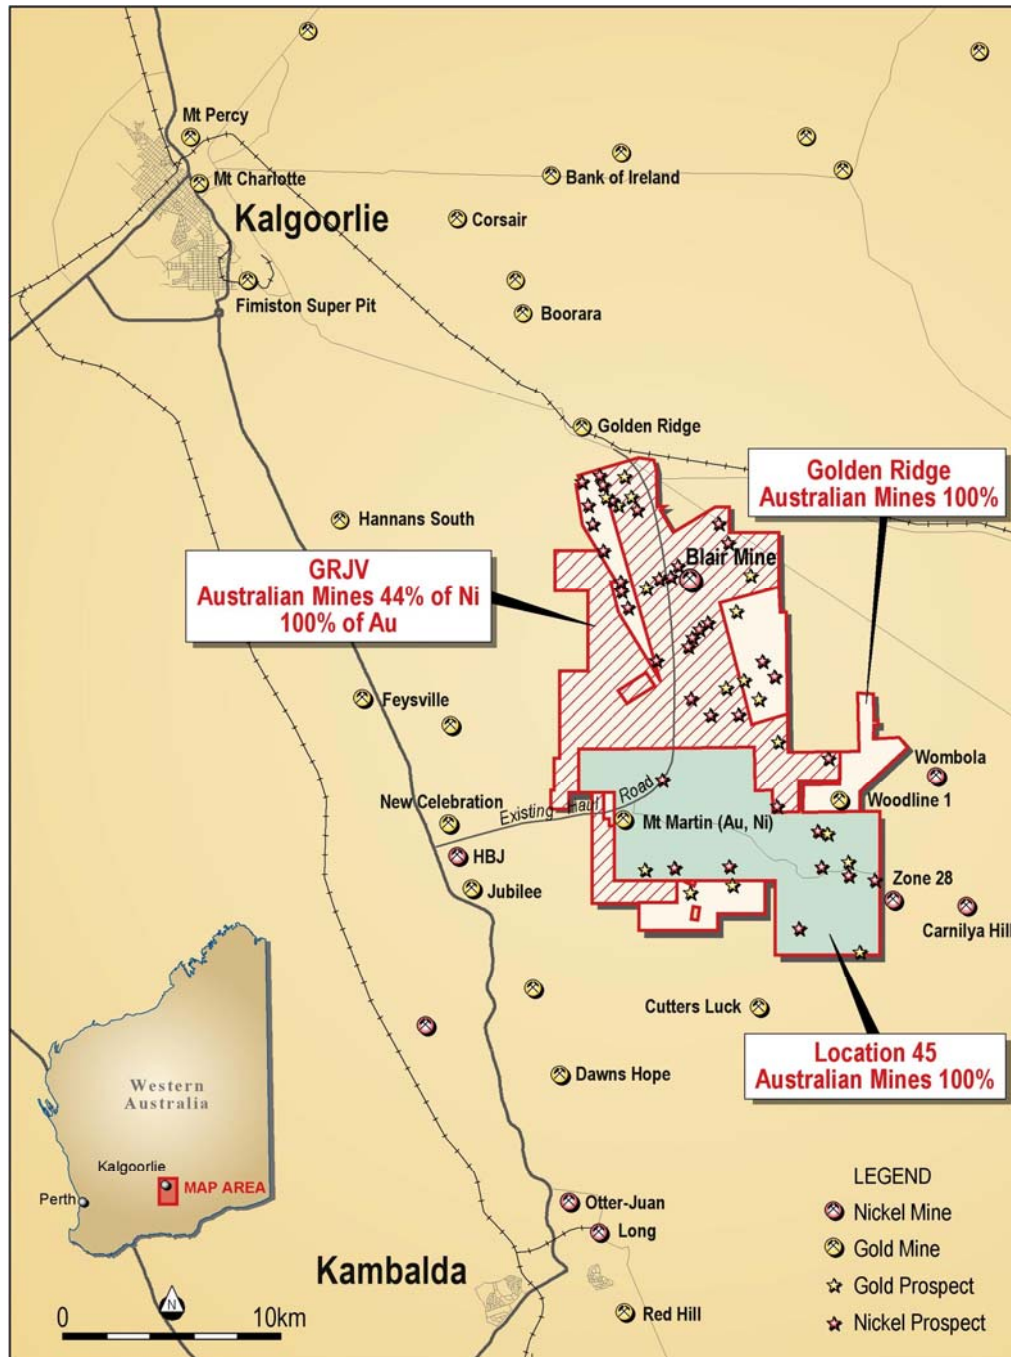 Mt Percy
Mt Charlotte
Kalgoorlie
Bank of Ireland
Corsair
Fimiston Super Pit
Boorara
Golden Ridge
Golden Ridge
Australian Mines 100%
Hannans South
Blair Mine
GRJV
Australian Mines 44% of Ni
100% of Au
Feysville
Wombola
New Celebration
Existing Haul Road
Woodline 1
Mt Martin (Au, Ni)
HBJ
Jubilee
Zone 28
Carnilya Hill
Cutters Luck
Location 45
Australian Mines 100%
Dawns Hope
Western
Australia
Kalgoorlie
Perth
MAP AREA
Otter-Juan
Long
Kambalda
Red Hill
LEGEND
Nickel Mine
Gold Mine
Gold Prospect
Nickel Prospect
0
N
10km